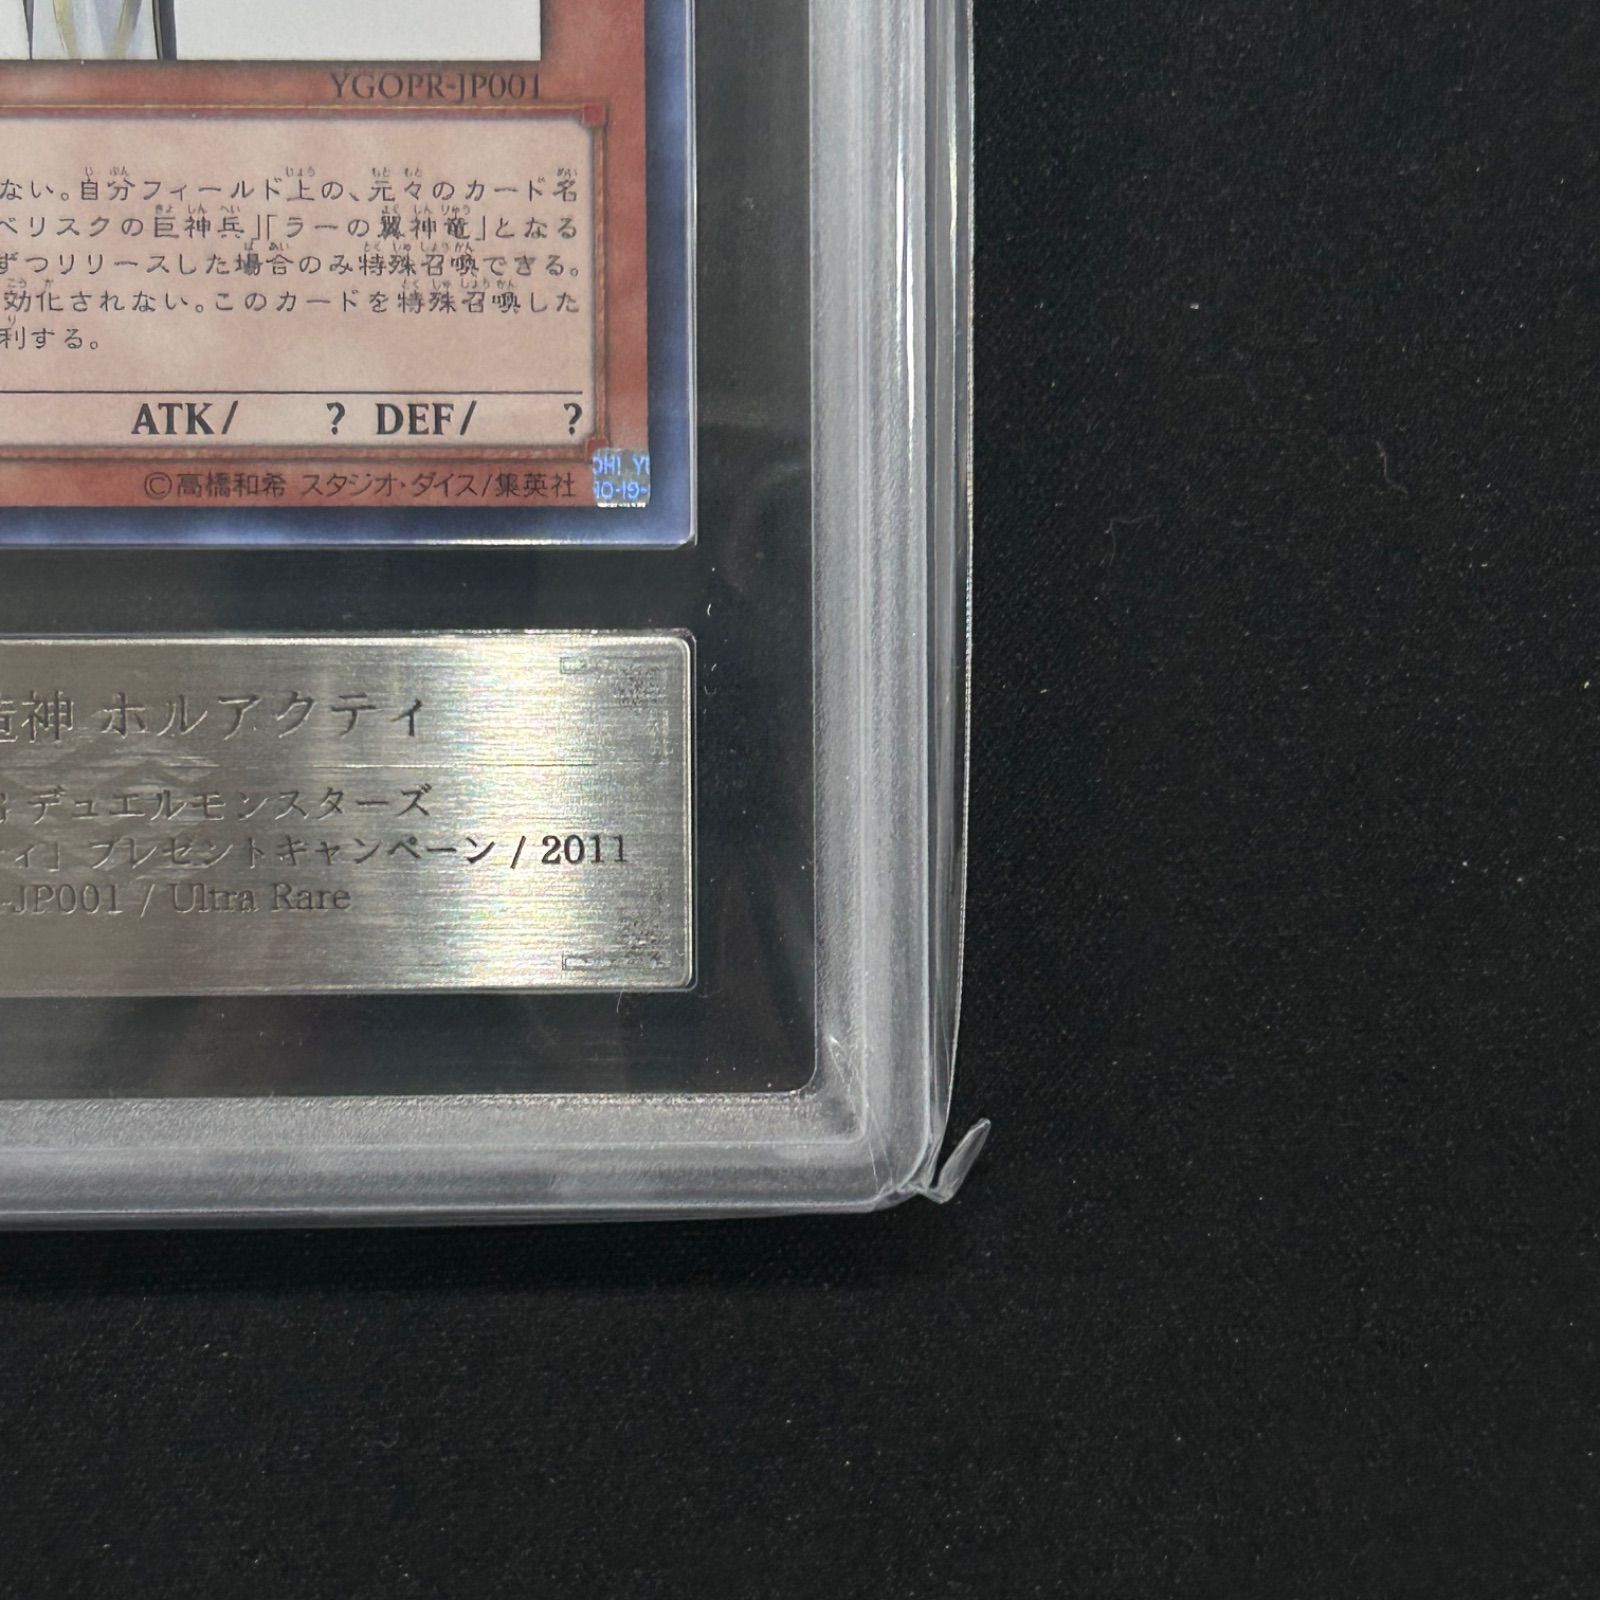 YGOPR-JP001
ない。自分フィールド上の、元々のカード名
ベリスクの巨神兵」「ラーの翼神竜」となる
ずつリリースした場合のみ特殊召喚できる。
効化されない。このカードを特殊召喚した
利する。
ATK/ ? DEF/ ?
©高橋和希 スタジオ・ダイス/集英社
造神 ホルアクティ
デュエルモンスターズ
ティ」プレゼントキャンペーン / 2011
-JP001 / Ultra Rare